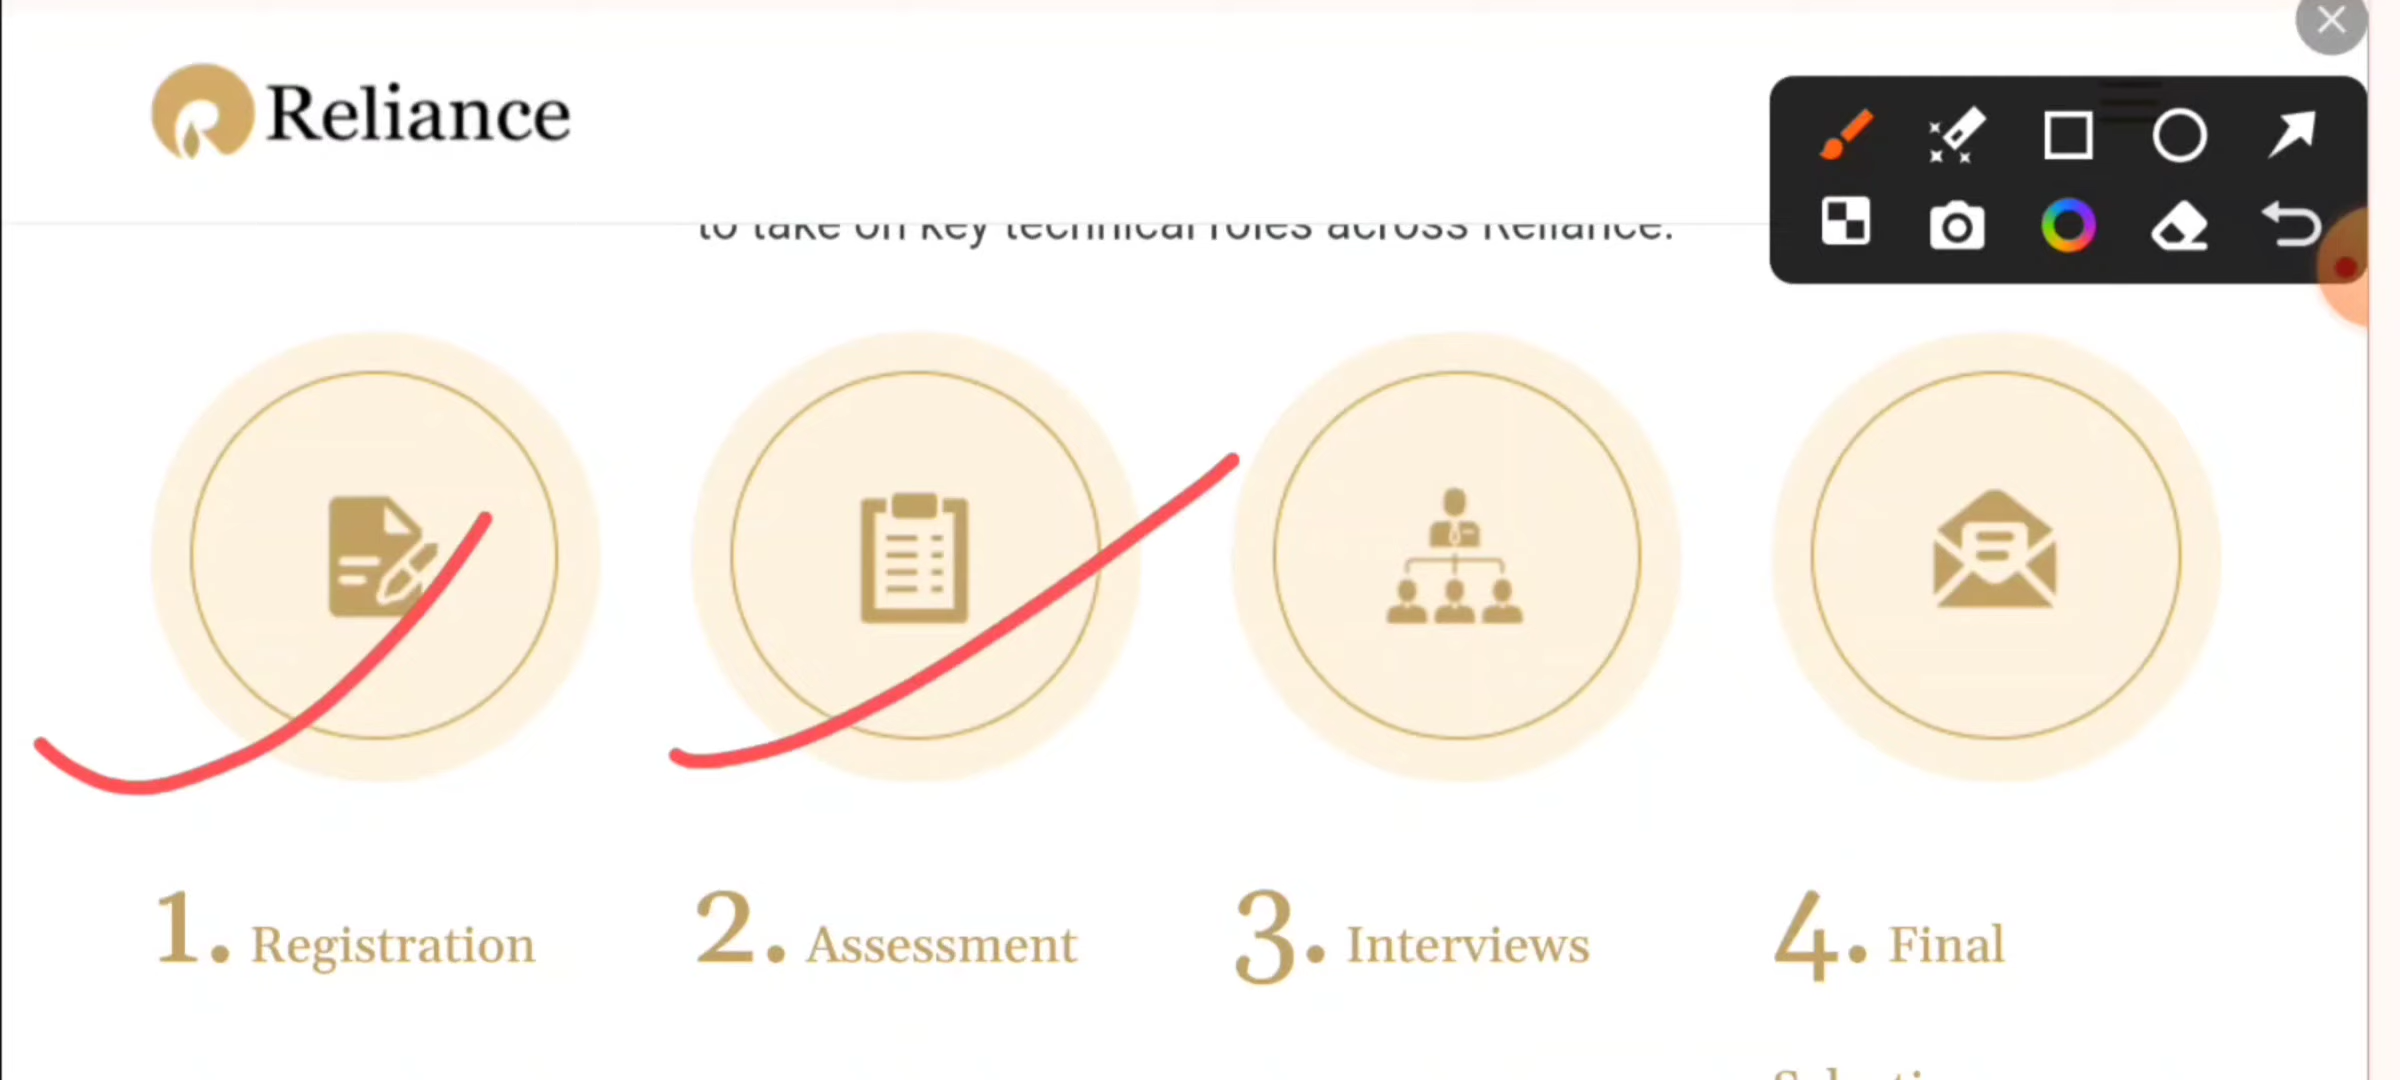 Reliance
to take on key technical roles across Reliance.
1. Registration
2. Assessment
3. Interviews
4. Final